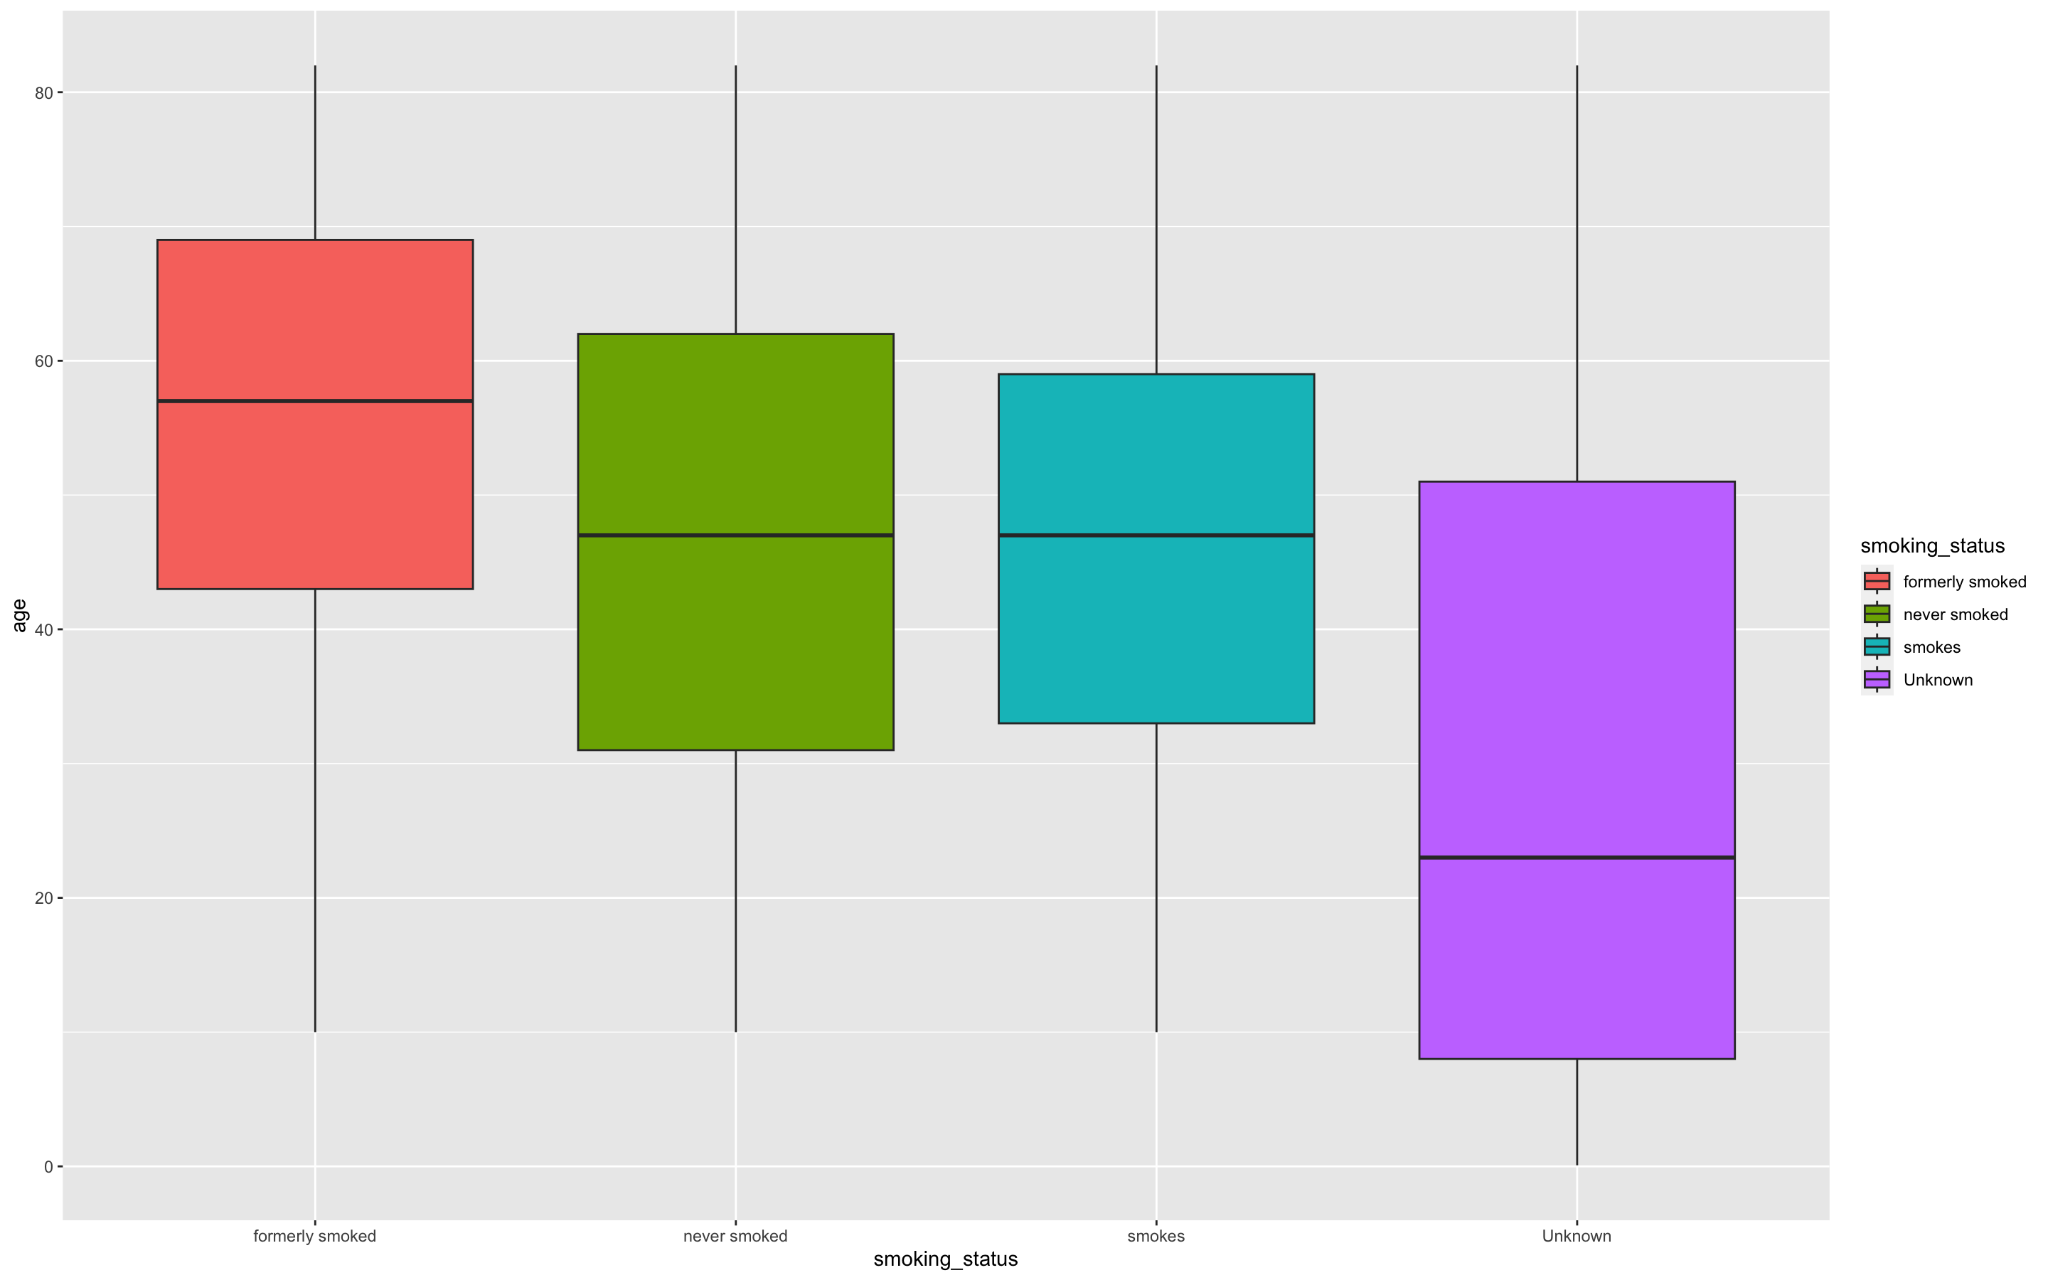 80
60
40
20
0
age
formerly smoked
never smoked
smokes
Unknown
smoking_status
smoking_status
formerly smoked
never smoked
smokes
Unknown